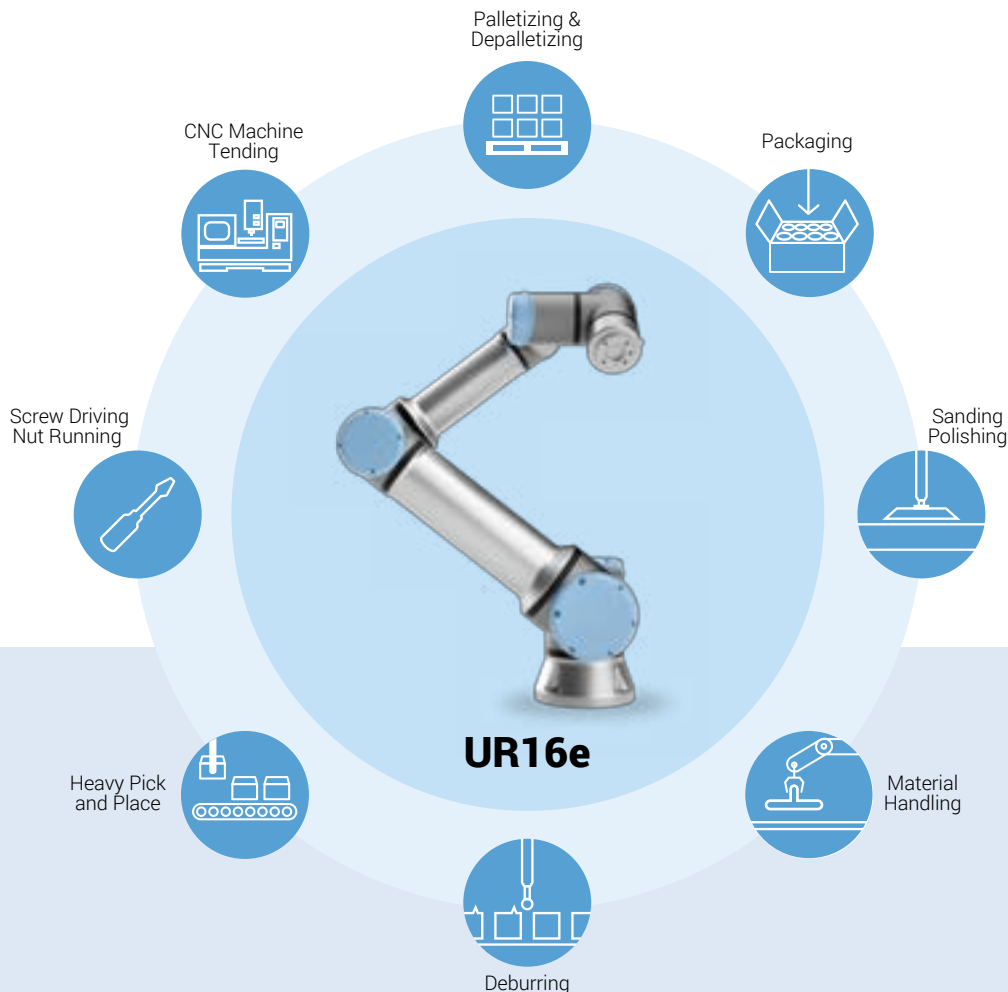 Palletizing &
Depalletizing
CNC Machine
Tending
Packaging
Screw Driving
Nut Running
Sanding
Polishing
UR16e
Heavy Pick
and Place
Material
Handling
Deburring